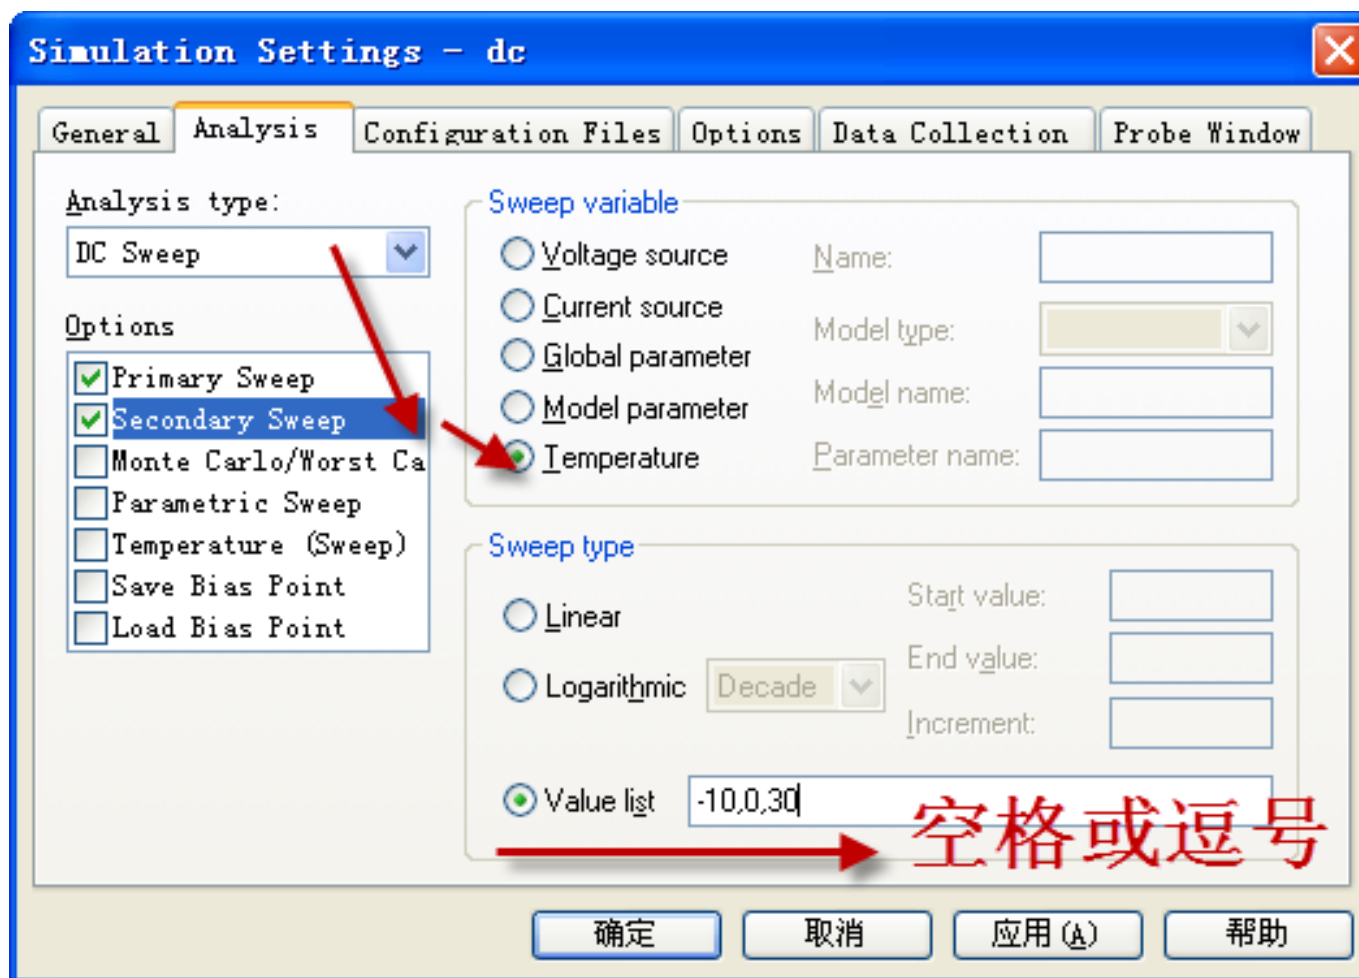 Simulation Settings - dc
General Analysis Configuration Files Options Data Collection Probe Window
Analysis type:
DC Sweep
Options
Primary Sweep
Secondary Sweep
Monte Carlo/Worst Ca
Parametric Sweep
Temperature (Sweep)
Save Bias Point
Load Bias Point
Sweep variable
Voltage source
Current source
Global parameter
Model parameter
Temperature
Name:
Model type:
Model name:
Parameter name:
Sweep type
Linear
Logarithmic Decade
Start value:
End value:
Increment:
Value list -10,0,30
空格或逗号
确定 取消 应用(A) 帮助